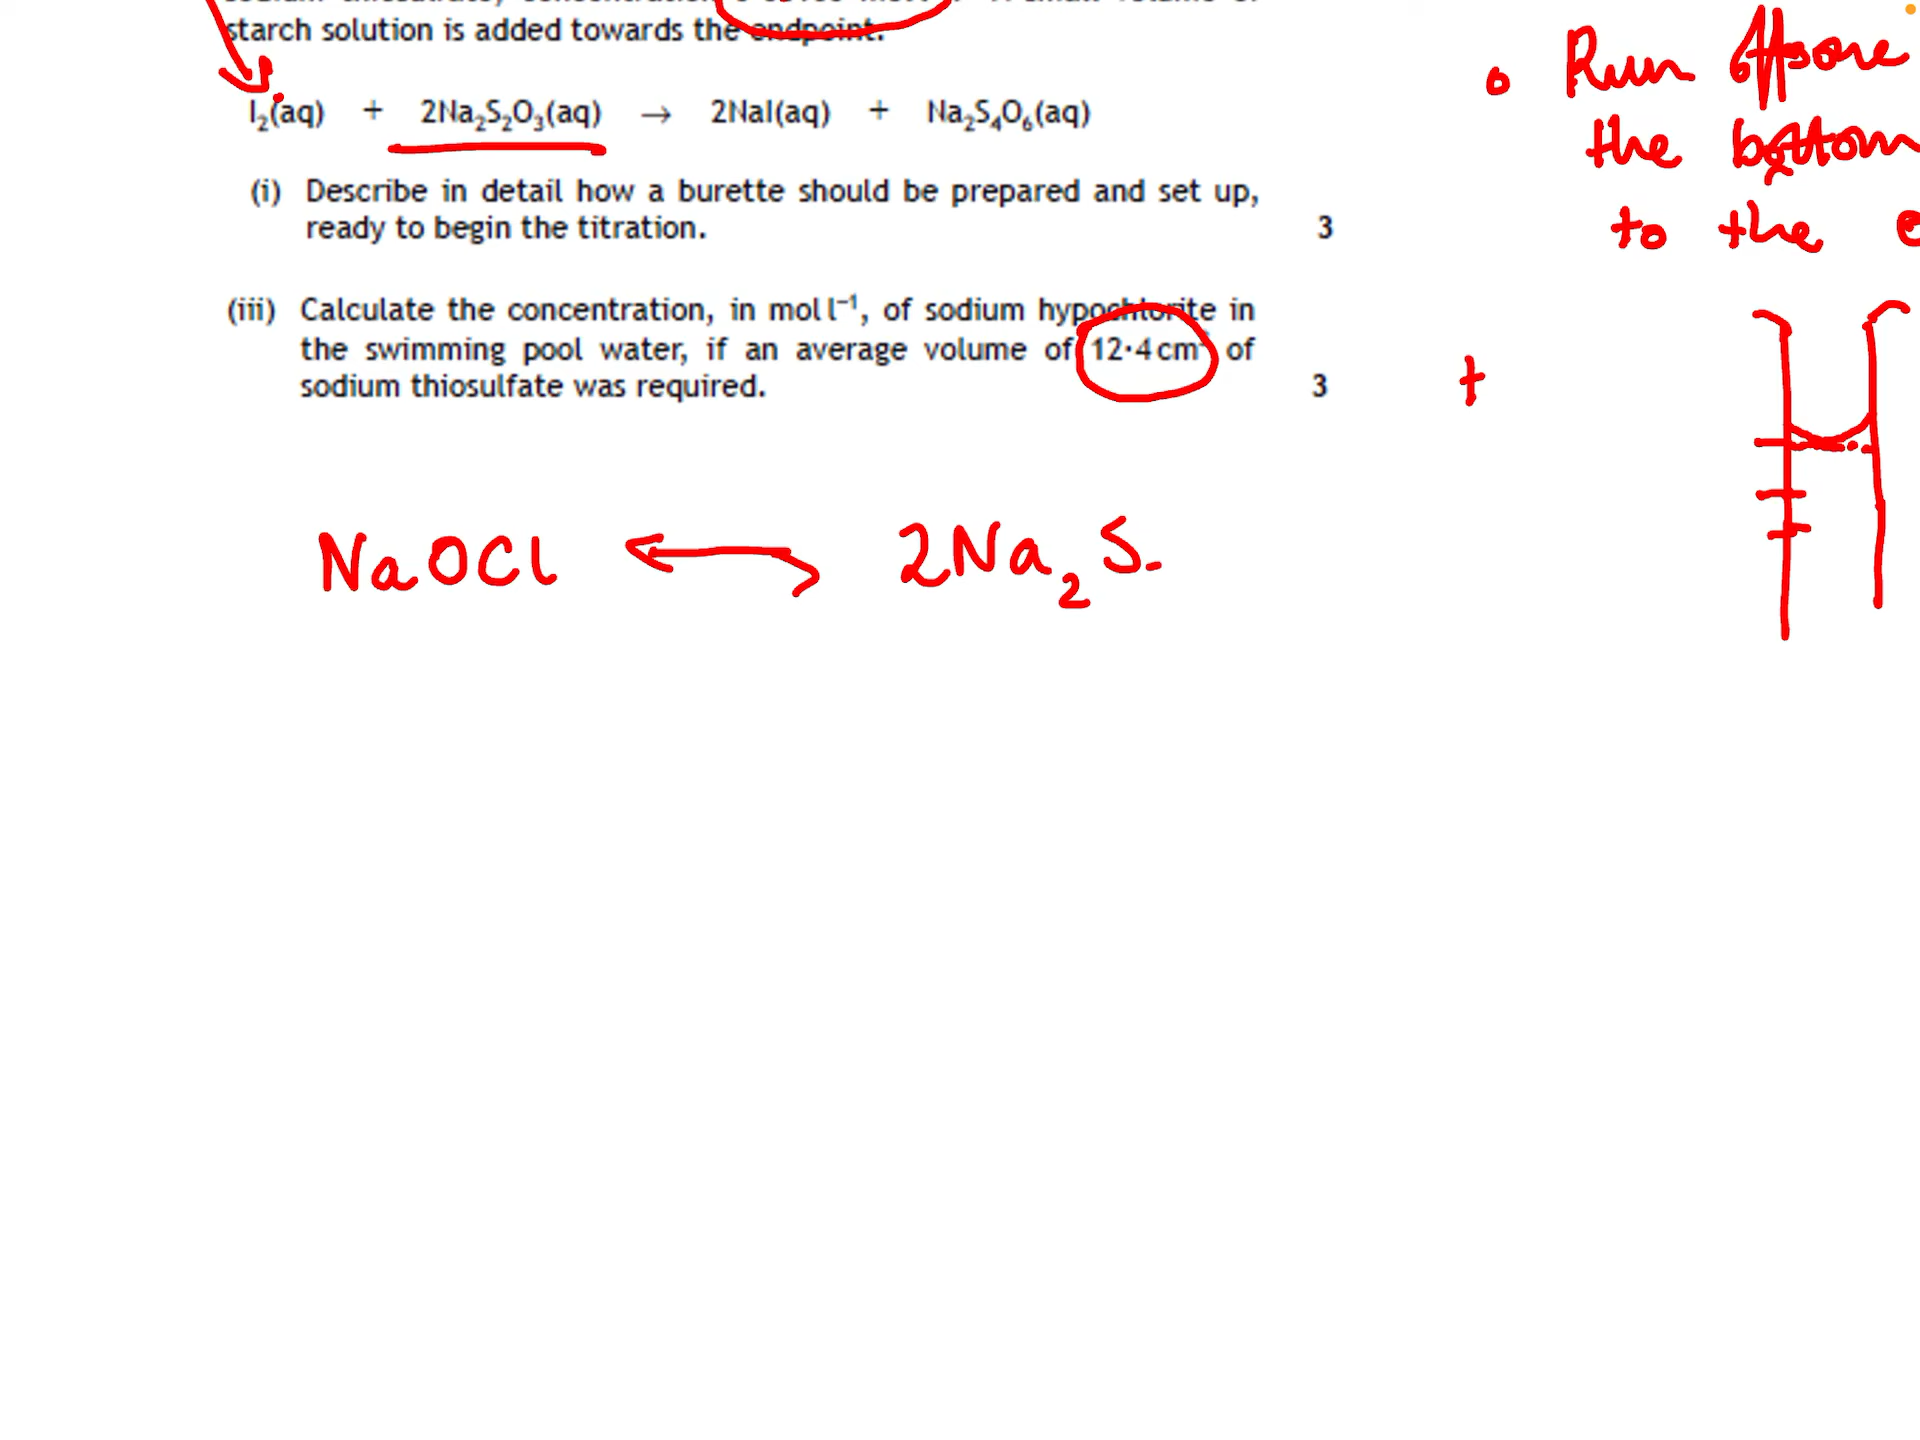 starch solution is added towards the endpoint.
I₂(aq) + 2Na₂S₂O₃(aq) → 2NaI(aq) + Na₂S₄O₆(aq)
(i) Describe in detail how a burette should be prepared and set up,
ready to begin the titration. 3
(iii) Calculate the concentration, in mol l⁻¹, of sodium hypochlorite in
the swimming pool water, if an average volume of 12·4 cm of
sodium thiosulfate was required. 3
NaOCl 2Na₂S
Run
the bottom
to the
+